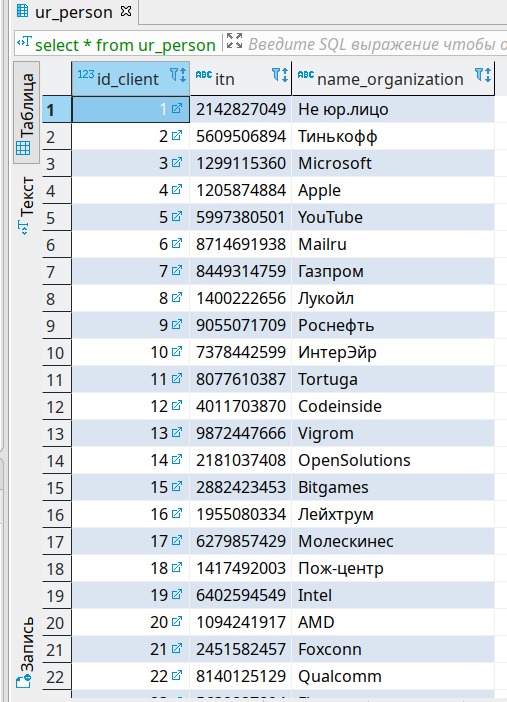 ur_person
select * from ur_person Введите SQL выражение чтобы о
Таблица
Текст
Запись
123 id_client ABC itn ABC name_organization
1 1 2142827049 Не юр.лицо
2 2 5609506894 Тинькофф
3 3 1299115360 Microsoft
4 4 1205874884 Apple
5 5 5997380501 YouTube
6 6 8714691938 Mailru
7 7 8449314759 Газпром
8 8 1400222656 Лукойл
9 9 9055071709 Роснефть
10 10 7378442599 ИнтерЭйр
11 11 8077610387 Tortuga
12 12 4011703870 Codeinside
13 13 9872447666 Vigrom
14 14 2181037408 OpenSolutions
15 15 2882423453 Bitgames
16 16 1955080334 Лейхтрум
17 17 6279857429 Молескинес
18 18 1417492003 Пож-центр
19 19 6402594549 Intel
20 20 1094241917 AMD
21 21 2451582457 Foxconn
22 22 8140125129 Qualcomm